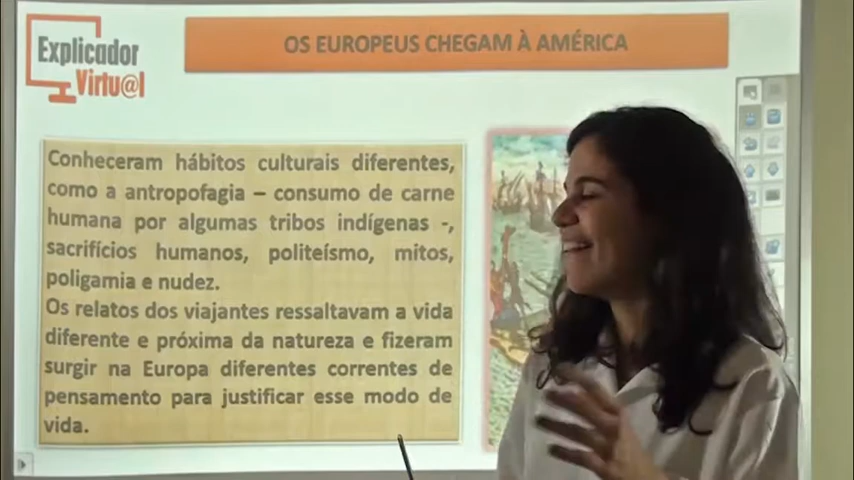 Explicador
Virtu@l
OS EUROPEUS CHEGAM À AMÉRICA
Conheceram hábitos culturais diferentes,
como a antropofagia – consumo de carne
humana por algumas tribos indígenas -,
sacrifícios humanos, politeísmo, mitos,
poligamia e nudez.
Os relatos dos viajantes ressaltavam a vida
diferente e próxima da natureza e fizeram
surgir na Europa diferentes correntes de
pensamentos para justificar esse modo de
vida.